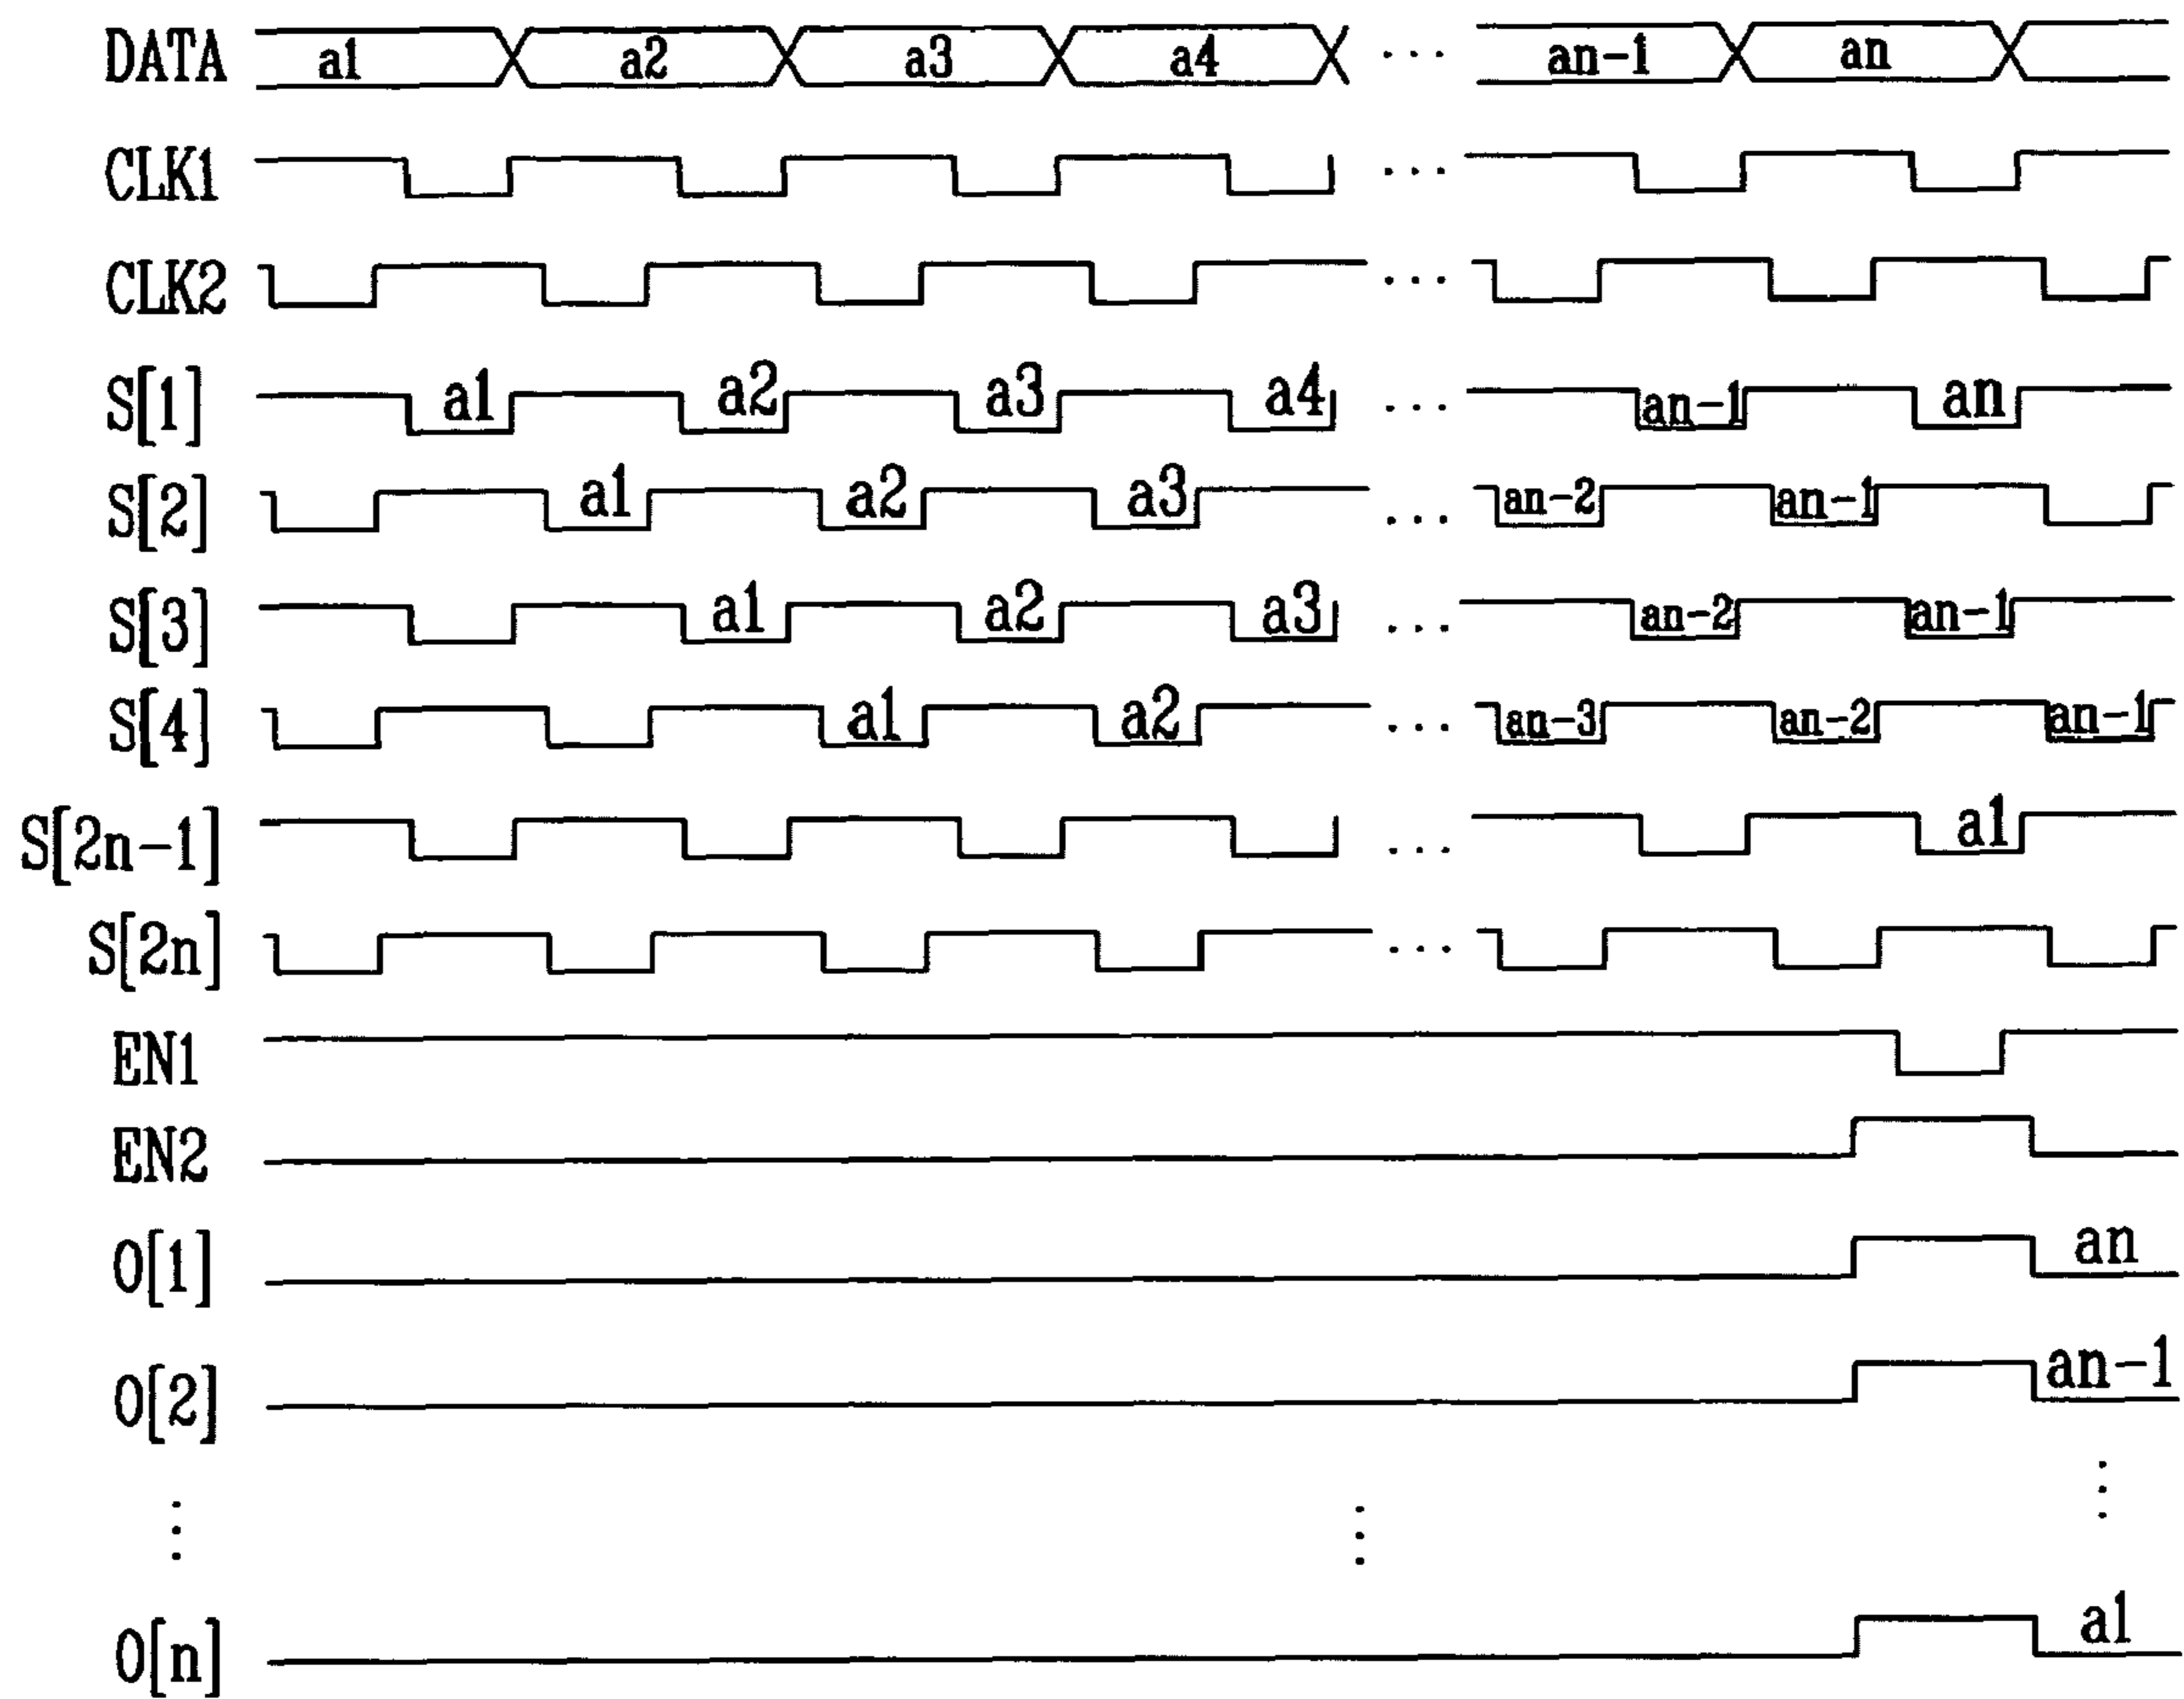 DATA a1 a2 a3 a4 ... an-1 an
CLK1 ...
CLK2 ...
S[1] a1 a2 a3 a4 ... an-1 an
S[2] a1 a2 a3 ... an-2 an-1
S[3] a1 a2 a3 ... an-2 an-1
S[4] a1 a2 ... an-3 an-2 an-1
S[2n-1] ... a1
S[2n] ...
EN1
EN2
O[1] an
O[2] an-1
O[n] a1